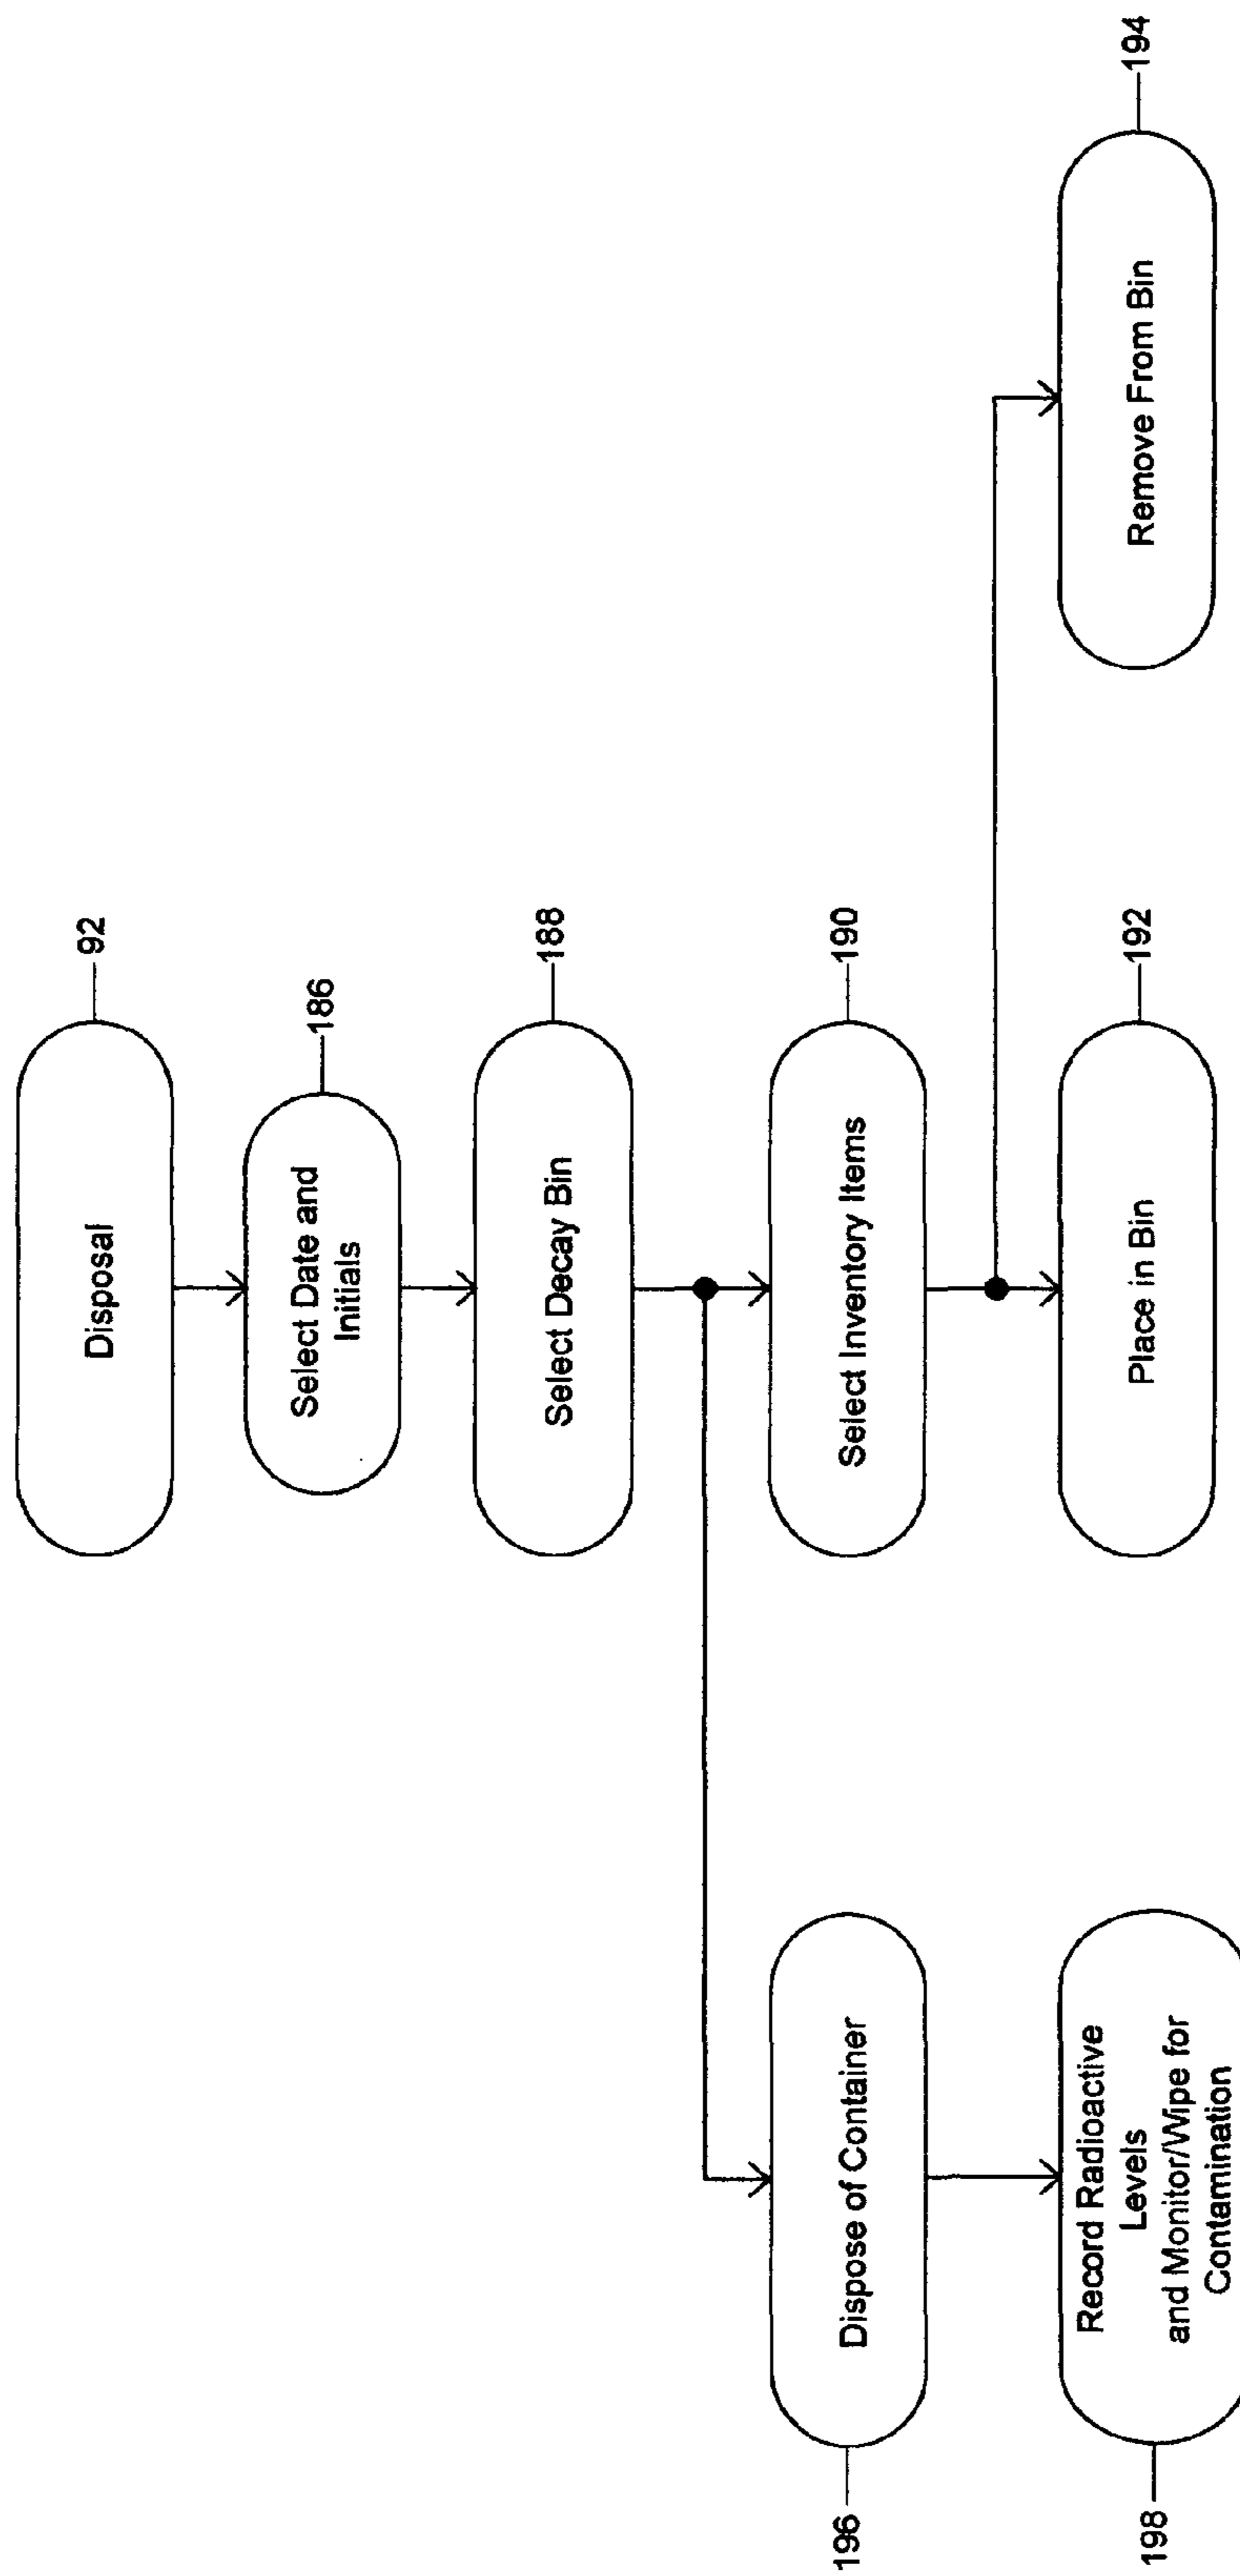 Disposal
92
Select Date and
Initials
186
Select Decay Bin
188
Dispose of Container
196
Select Inventory Items
190
Record Radioactive
Levels
and Monitor/Wipe for
Contamination
198
Place in Bin
192
Remove From Bin
194